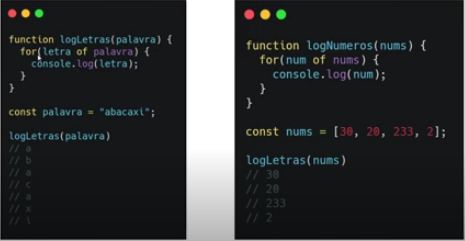 function logLetras(palavra) {
for(letra of palavra) {
console.log(letra);
}
}
const palavra = "abacaxi";
logLetras(palavra)
// a
// b
// a
// c
// a
// x
// i
function logNumeros(nums) {
for(num of nums) {
console.log(num);
}
}
const nums = [30, 20, 233, 2];
logLetras(nums)
// 30
// 20
// 233
// 2